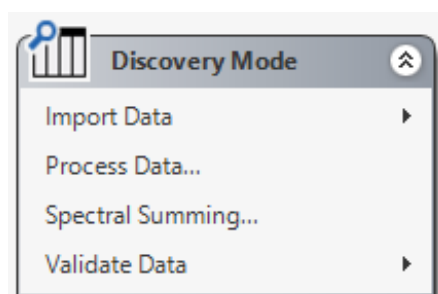 Discovery Mode
Import Data
Process Data...
Spectral Summing...
Validate Data